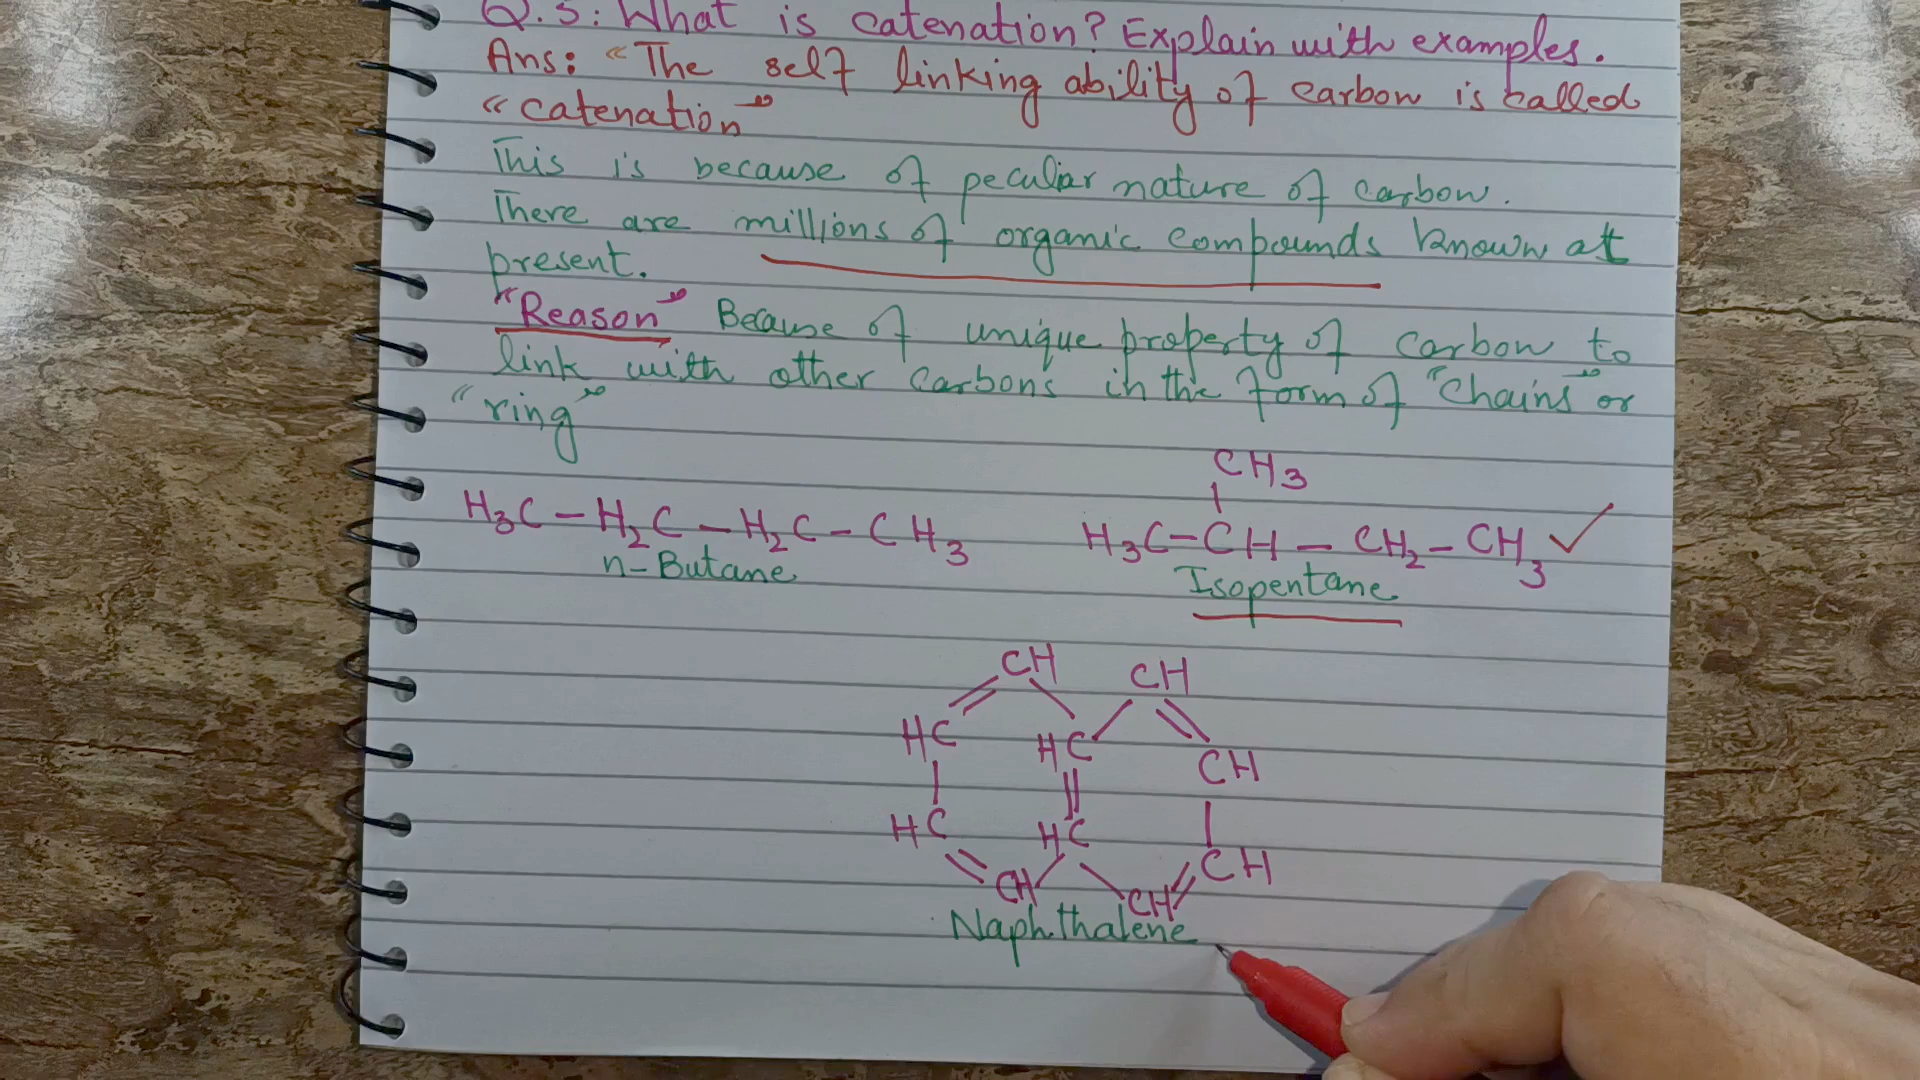 Q.5: What is catenation? Explain with examples.
Ans: "The self linking ability of carbon is called
"catenation"
This is because of peculiar nature of carbon.
There are millions of organic compounds known at
present.
"Reason" Because of unique property of carbon to
link with other carbons in the form of "Chains" or
"ring"
CH3
H3C-H2C-H2C-CH3 H3C-CH-CH2-CH3
n-Butane Isopentane
CH CH
HC HC CH
HC HC CH
CH CH
Naphthalene